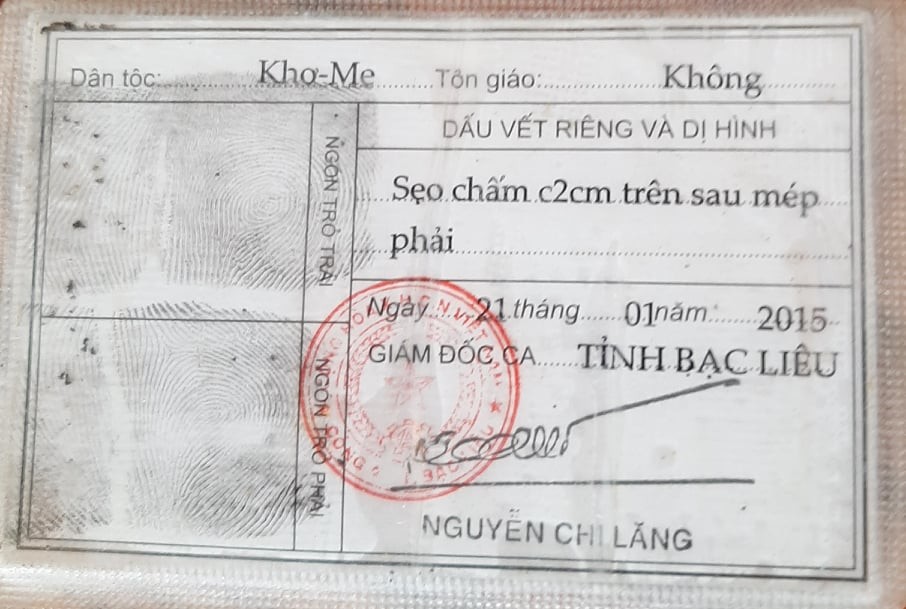 Dân tộc: Khơ-Me Tôn giáo: Không
DẤU VẾT RIÊNG VÀ DỊ HÌNH
NGÓN TRỎ TRÁI
Sẹo chấm c2cm trên sau mép
phải
Ngày 21 tháng 01 năm 2015
GIÁM ĐỐC CA TỈNH BẠC LIÊU
NGÓN TRỎ PHẢI
NGUYỄN CHÍ LĂNG